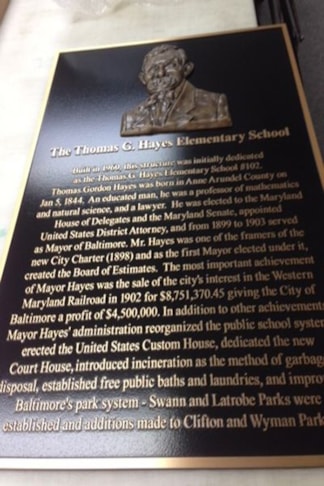 The Thomas G. Hayes Elementary School
Built in 1960, this structure was initially dedicated
as the Thomas G. Hayes Elementary School #102.
Thomas Gordon Hayes was born in Anne Arundel County on
Jan 5, 1844. An educated man, he was a professor of mathematics
and natural science, and a lawyer. He was elected to the Maryland
House of Delegates and the Maryland Senate, appointed
United States District Attorney, and from 1899 to 1903 served
as Mayor of Baltimore. Mr. Hayes was one of the framers of the
new City Charter (1898) and as the first Mayor elected under it,
created the Board of Estimates. The most important achievement
of Mayor Hayes was the sale of the city's interest in the Western
Maryland Railroad in 1902 for $8,751,370.45 giving the City of
Baltimore a profit of $4,500,000. In addition to other achievements
Mayor Hayes' administration reorganized the public school system
erected the United States Custom House, dedicated the new
Court House, introduced incineration as the method of garbag
disposal, established free public baths and laundries, and improv
Baltimore's park system - Swann and Latrobe Parks were
established and additions made to Clifton and Wyman Park